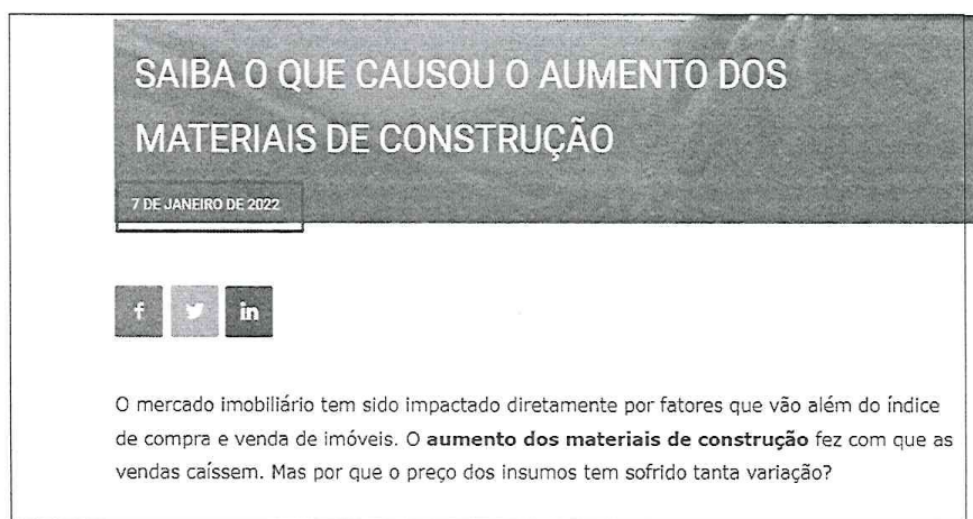 SAIBA O QUE CAUSOU O AUMENTO DOS
MATERIAIS DE CONSTRUÇÃO
7 DE JANEIRO DE 2022
f in
O mercado imobiliário tem sido impactado diretamente por fatores que vão além do índice
de compra e venda de imóveis. O aumento dos materiais de construção fez com que as
vendas caíssem. Mas por que o preço dos insumos tem sofrido tanta variação?